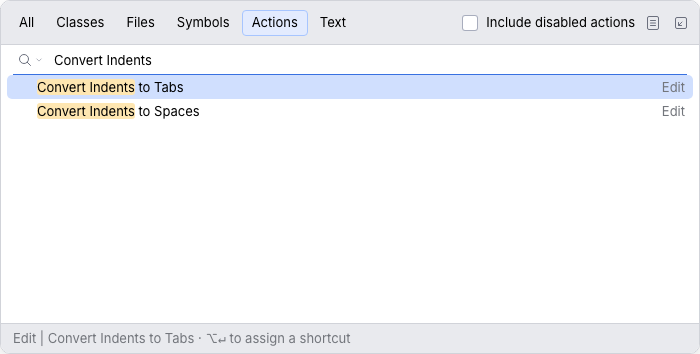 All Classes Files Symbols Actions Text Include disabled actions
Convert Indents
Convert Indents to Tabs Edit
Convert Indents to Spaces Edit
Edit | Convert Indents to Tabs · ⌥↵ to assign a shortcut